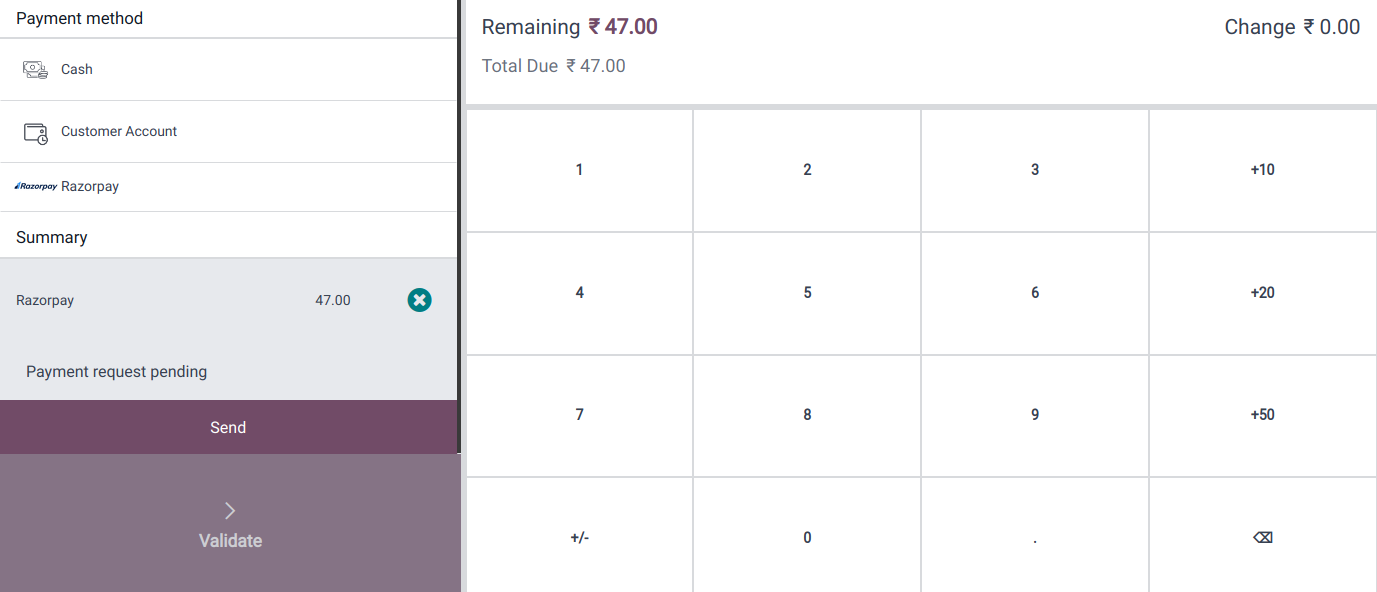 Payment method
Cash
Customer Account
Razorpay Razorpay
Summary
Razorpay 47.00
Payment request pending
Send
Validate
Remaining ₹ 47.00 Change ₹ 0.00
Total Due ₹ 47.00
1 2 3 +10
4 5 6 +20
7 8 9 +50
+/- 0 . ⌫